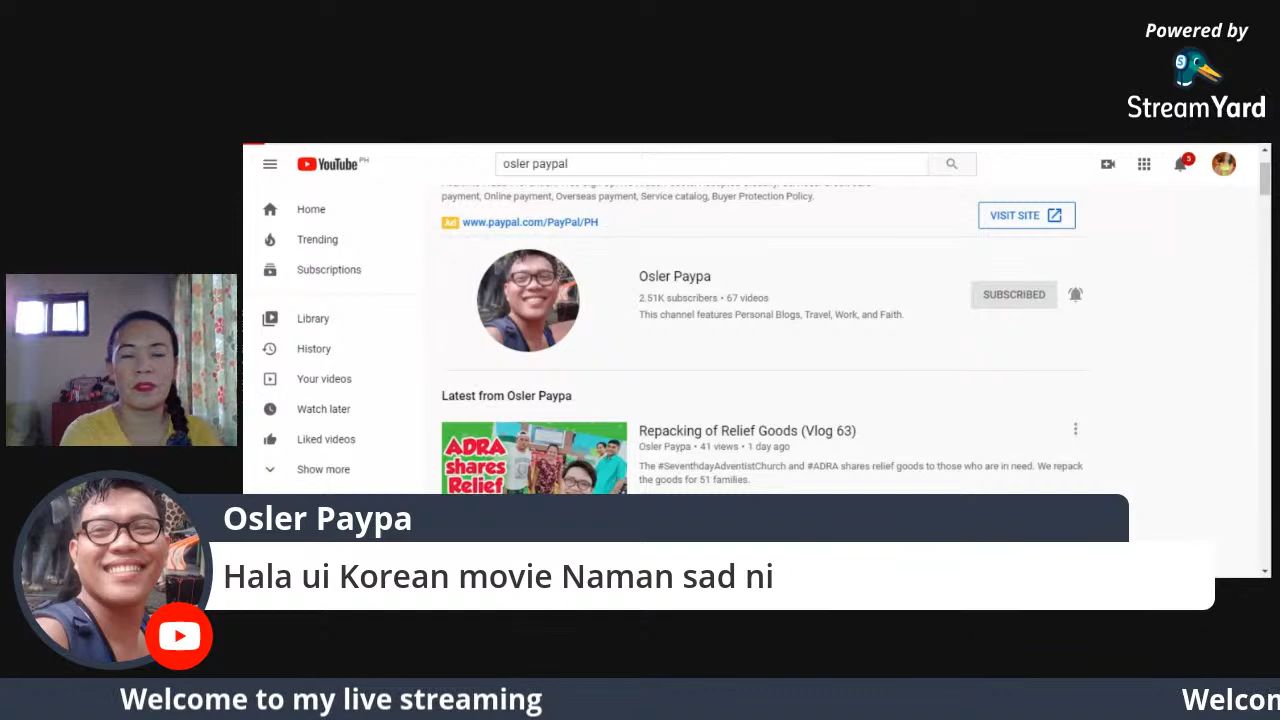 Powered by
StreamYard
YouTube PH
osler paypal
5
payment, Online payment, Overseas payment, Service catalog, Buyer Protection Policy.
Ad www.paypal.com/PayPal/PH
VISIT SITE
Home
Trending
Subscriptions
Library
History
Your videos
Watch later
Liked videos
Show more
Osler Paypa
2.51K subscribers • 67 videos
This channel features Personal Blogs, Travel, Work, and Faith.
SUBSCRIBED
Latest from Osler Paypa
ADRA
shares
Relief
Repacking of Relief Goods (Vlog 63)
Osler Paypa • 41 views • 1 day ago
The #SeventhdayAdventistChurch and #ADRA shares relief goods to those who are in need. We repack
the goods for 51 families.
Osler Paypa
Hala ui Korean movie Naman sad ni
Welcome to my live streaming
Welcon